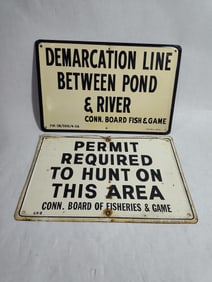 DEMARCATION LINE
BETWEEN POND
& RIVER
CONN. BOARD FISH & GAME
PERMIT
REQUIRED
TO HUNT ON
THIS AREA
CONN. BOARD OF FISHERIES & GAME